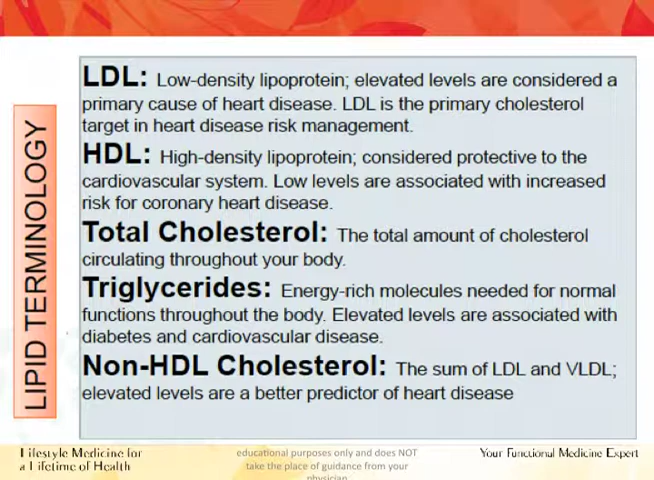 LIPID TERMINOLOGY
LDL: Low-density lipoprotein; elevated levels are considered a
primary cause of heart disease. LDL is the primary cholesterol
target in heart disease risk management.
HDL: High-density lipoprotein; considered protective to the
cardiovascular system. Low levels are associated with increased
risk for coronary heart disease.
Total Cholesterol: The total amount of cholesterol
circulating throughout your body.
Triglycerides: Energy-rich molecules needed for normal
functions throughout the body. Elevated levels are associated with
diabetes and cardiovascular disease.
Non-HDL Cholesterol: The sum of LDL and VLDL;
elevated levels are a better predictor of heart disease
Lifestyle Medicine for
a Lifetime of Health
educational purposes only and does NOT
take the place of guidance from your
physician
Your Functional Medicine Expert